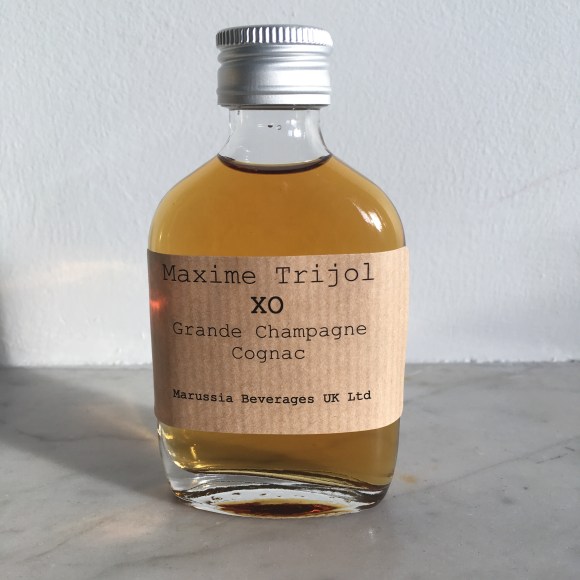 Maxime Trijol
XO
Grande Champagne
Cognac
Marussia Beverages UK Ltd